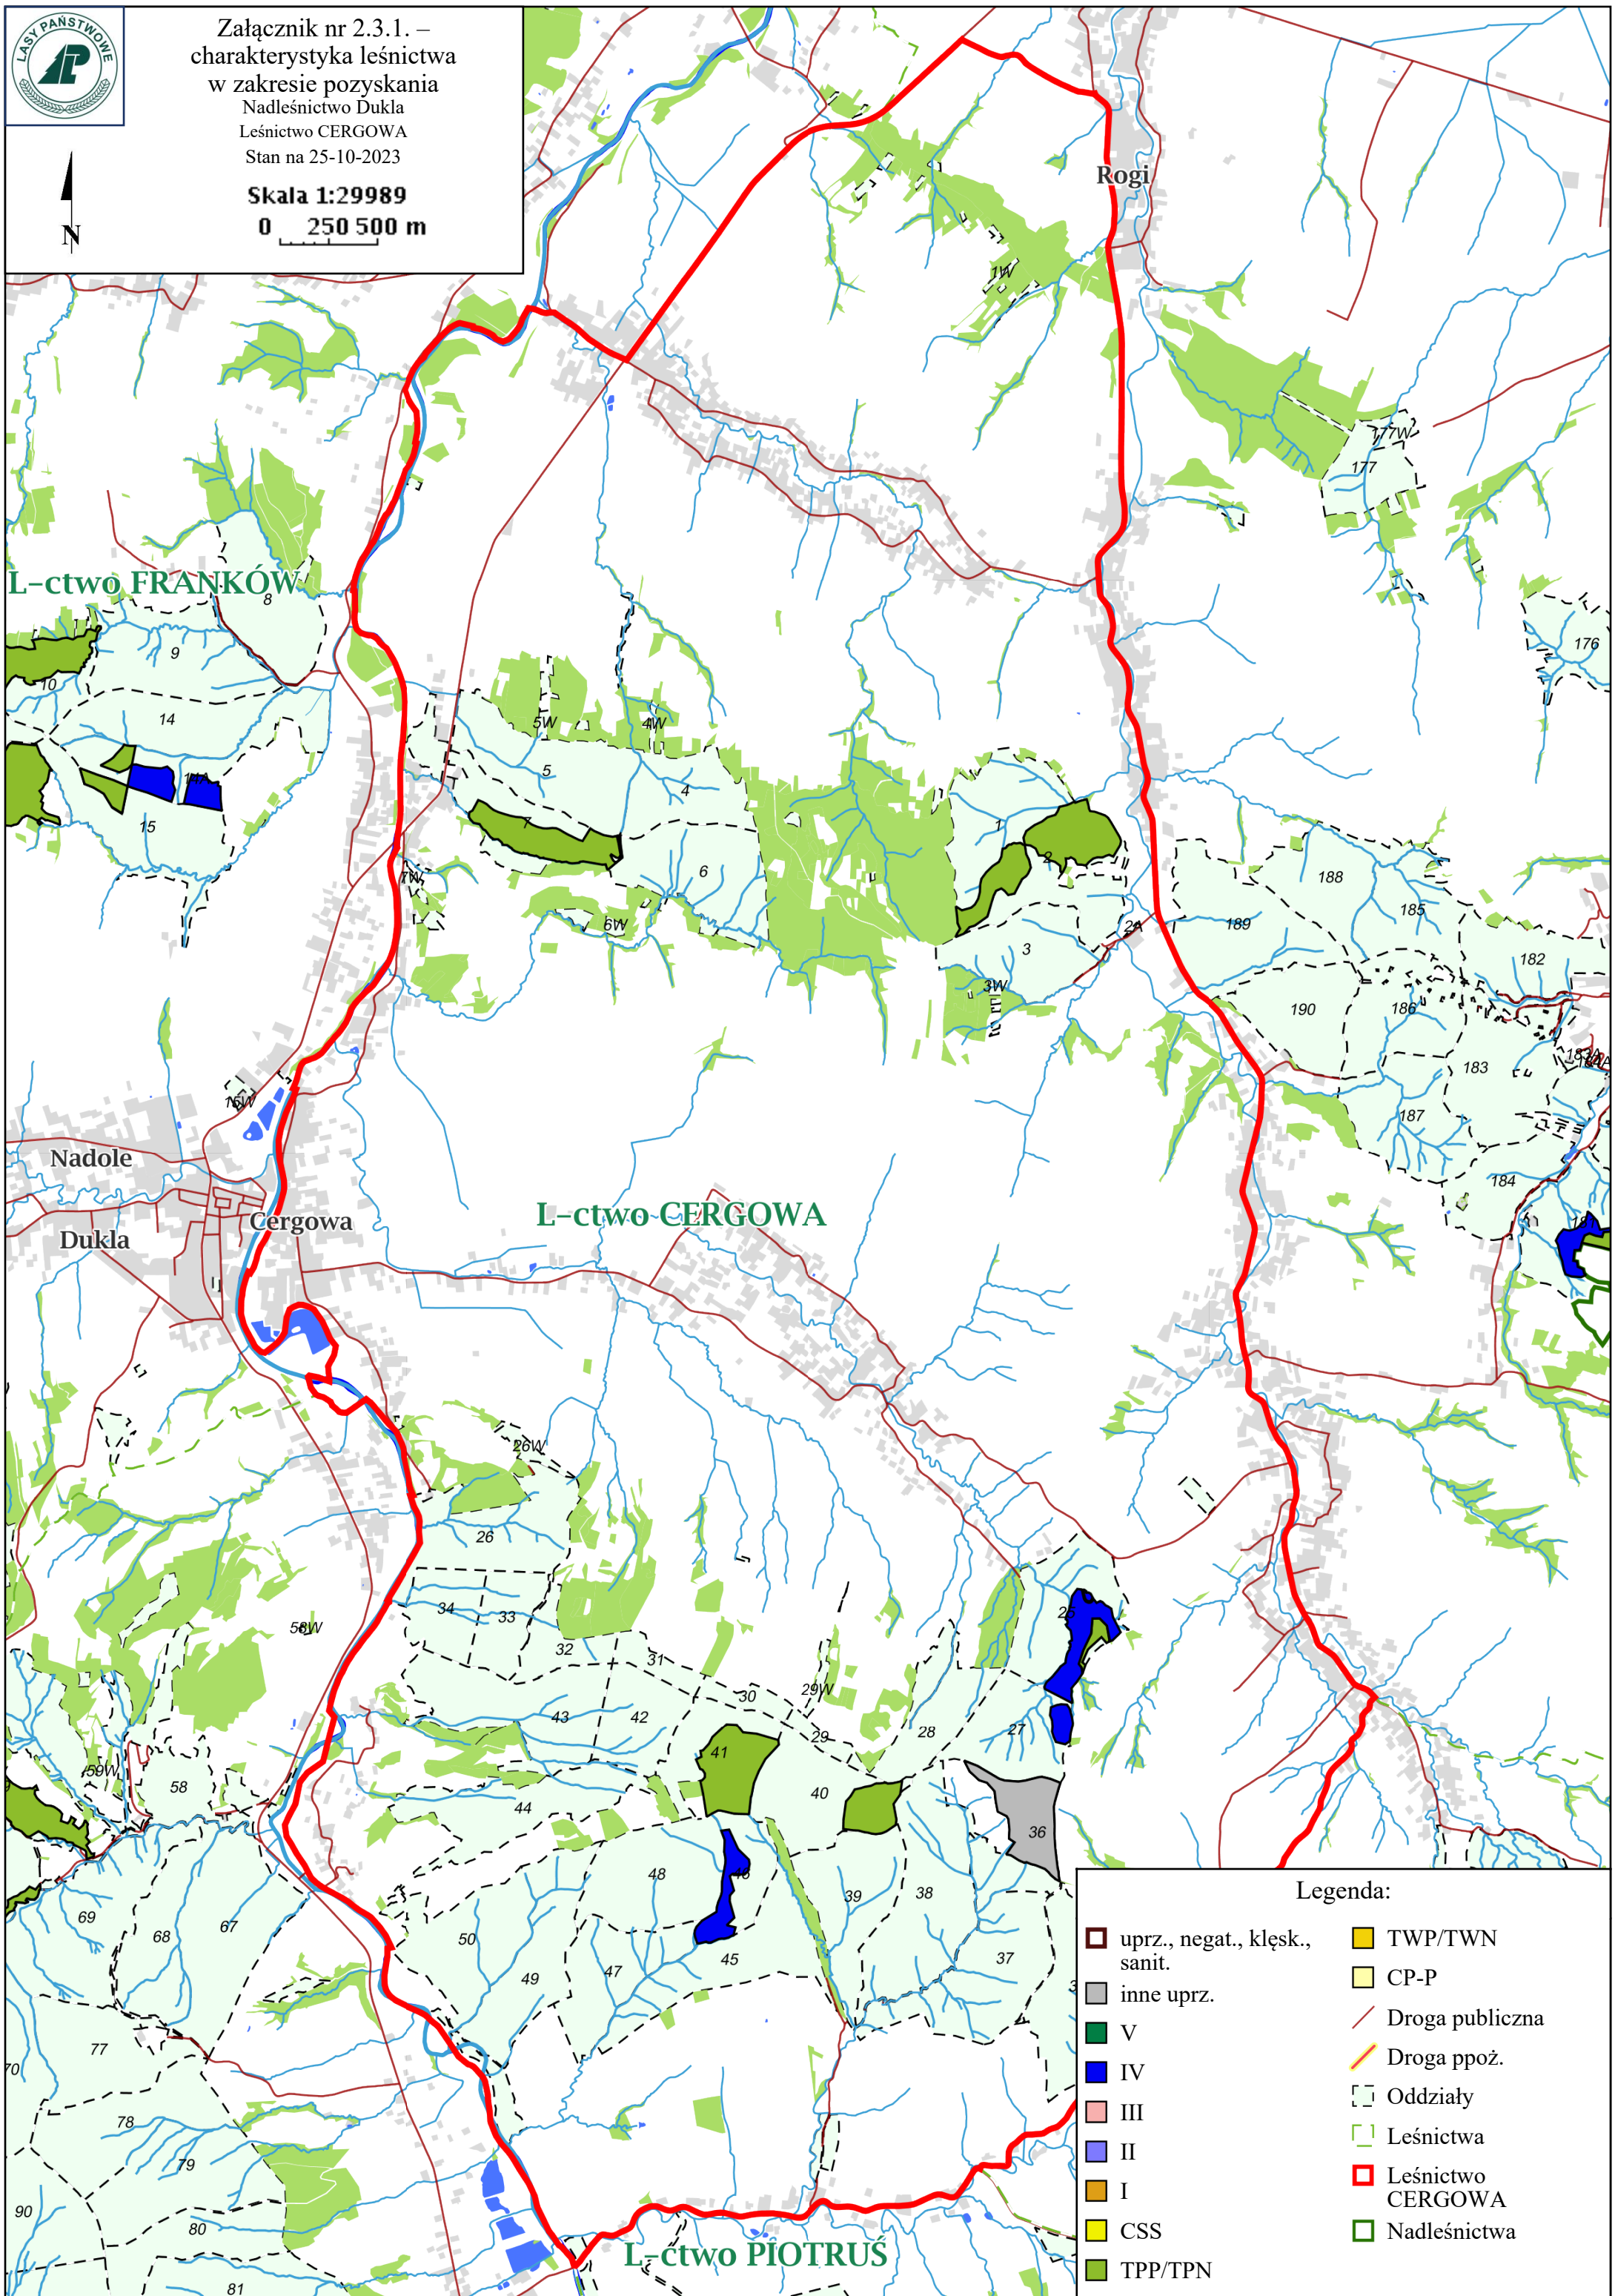 LASY PAŃSTWOWE
Załącznik nr 2.3.1. –
charakterystyka leśnictwa
w zakresie pozyskania
Nadleśnictwo Dukla
Leśnictwo CERGOWA
Stan na 25-10-2023
Skala 1:29989
0 250 500 m
N
Rogi
1W
177W
177
L-ctwo FRANKÓW
8
9
176
10
14
5W
4W
5
4
14A
15
7
1
2
6
7W
188
185
6W
2A
189
3
182
3W
190
186
183
183A
15W
187
Nadole
184
L-ctwo CERGOWA
Cergowa
Dukla
26W
26
34
33
58W
32
31
30
29W
43
42
29
28
27
41
59W
58
40
44
36
48
39
38
69
68
67
50
45
37
49
47
77
70
78
79
90
80
L-ctwo PIOTRUŚ
81
Legenda:
uprz., negat., klęsk.,
sanit.
inne uprz.
V
IV
III
II
I
CSS
TPP/TPN
TWP/TWN
CP-P
Droga publiczna
Droga ppoż.
Oddziały
Leśnictwa
Leśnictwo
CERGOWA
Nadleśnictwa